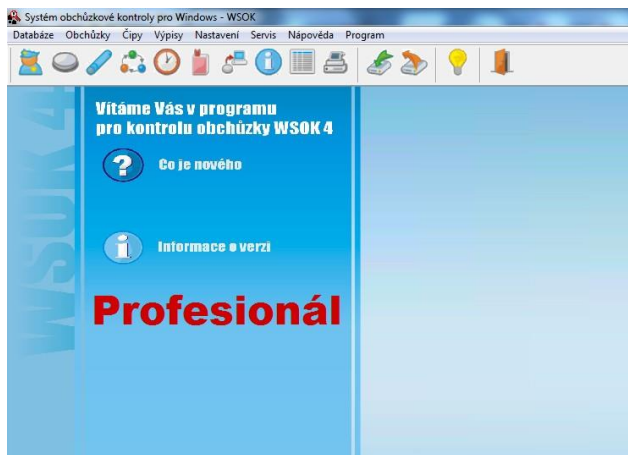 Systém obchůzkové kontroly pro Windows - WSOK
Databáze Obchůzky Čipy Výpisy Nastavení Servis Nápovéda Program
WSOK 4
Vítáme Vás v programu
pro kontrolu obchůzky WSOK 4
Co je nového
Informace o verzi
Profesionál